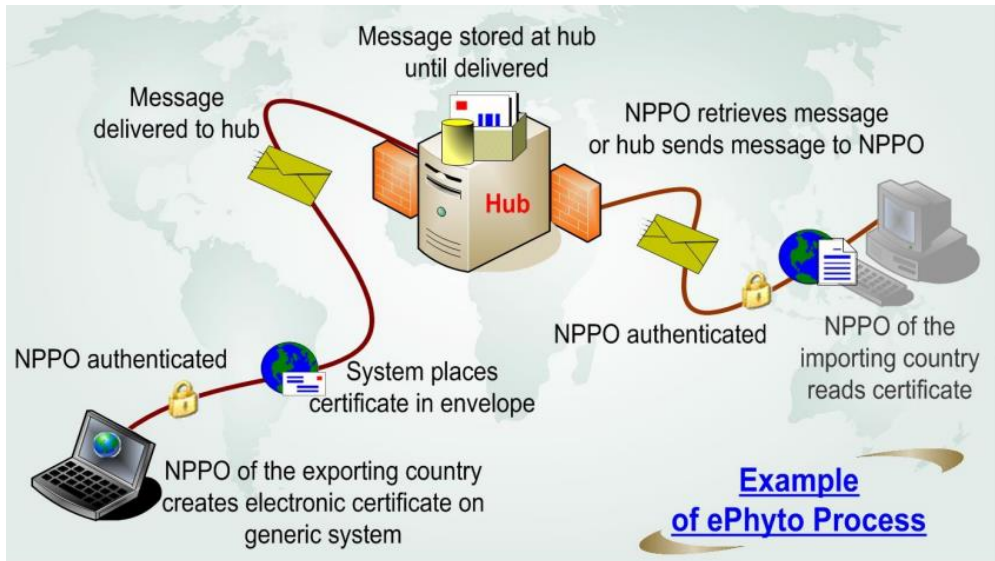 Message stored at hub
until delivered
Message
delivered to hub
NPPO retrieves message
or hub sends message to NPPO
Hub
NPPO authenticated
System places
certificate in envelope
NPPO of the exporting country
creates electronic certificate on
generic system
NPPO authenticated
NPPO of the
importing country
reads certificate
Example
of ePhyto Process